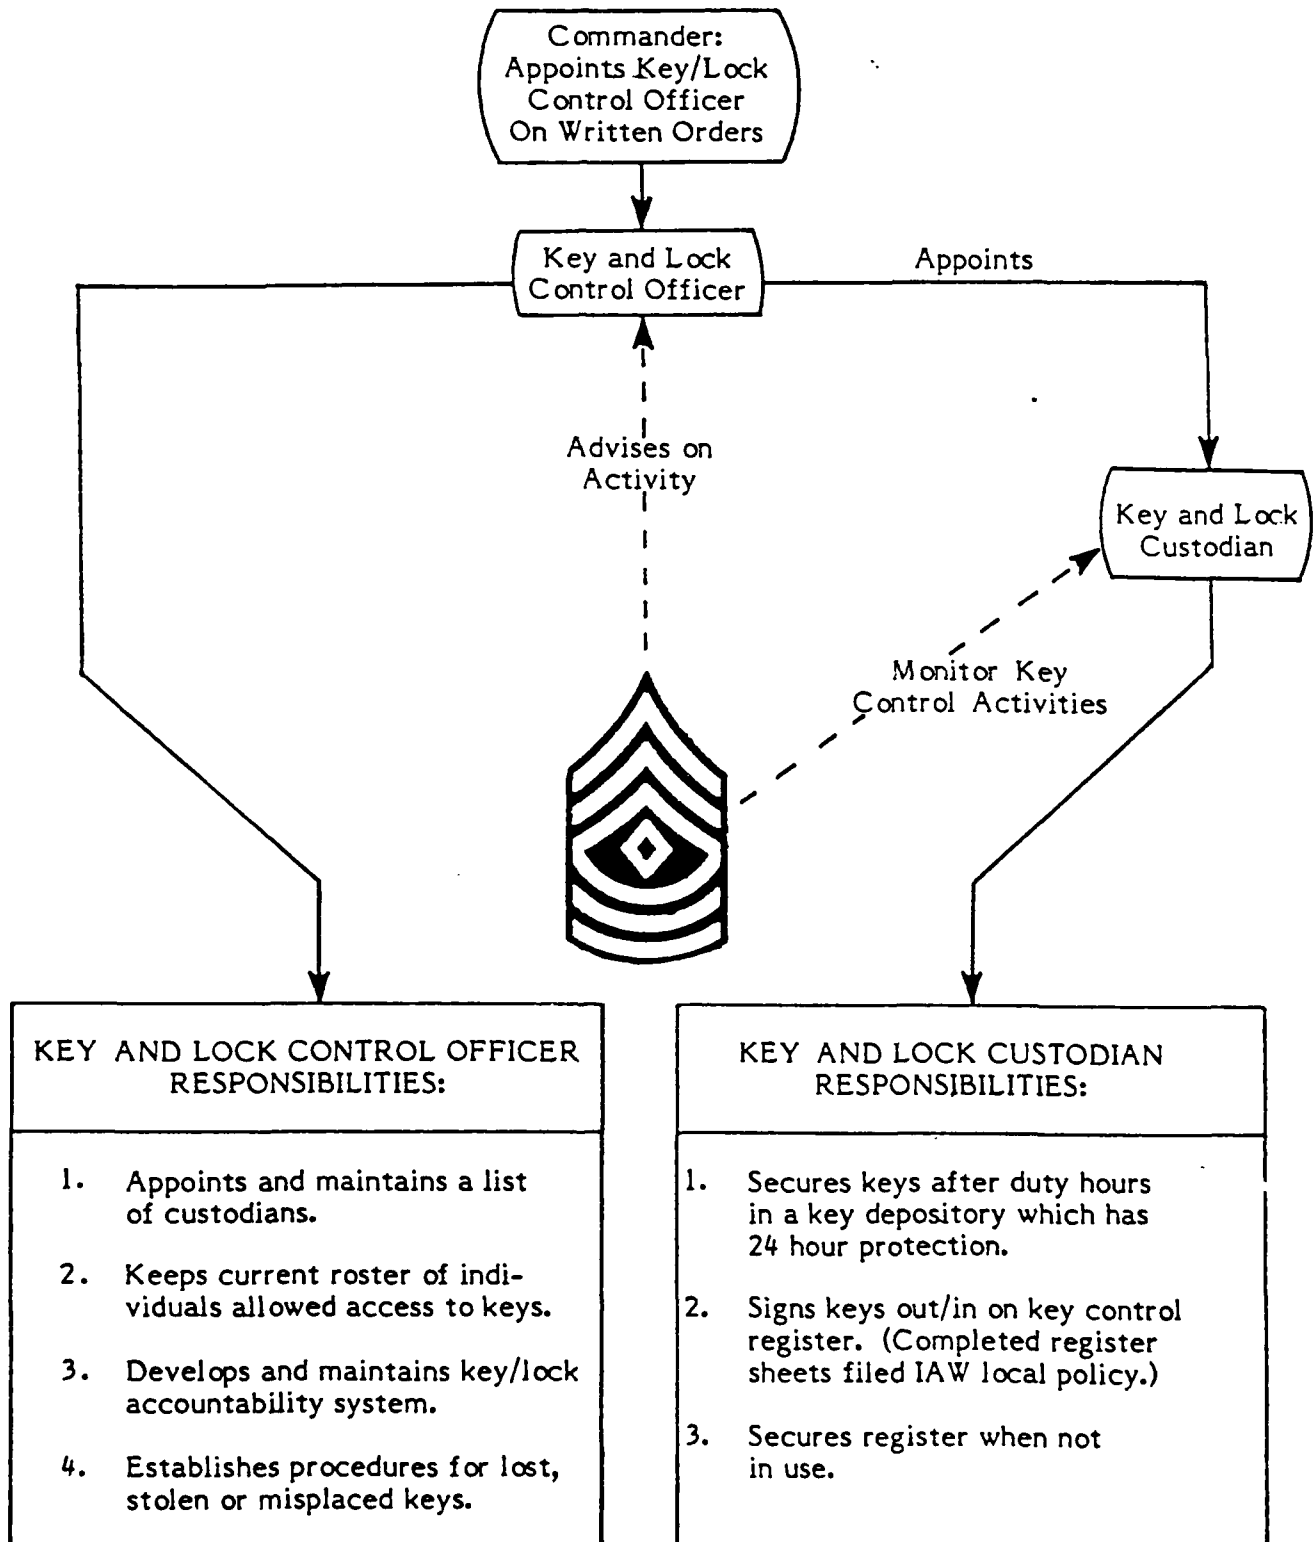 Commander:
Appoints Key/Lock
Control Officer
On Written Orders
Key and Lock
Control Officer
Appoints
Advises on
Activity
Key and Lock
Custodian
Monitor Key
Control Activities
KEY AND LOCK CONTROL OFFICER
RESPONSIBILITIES:
1. Appoints and maintains a list
of custodians.
2. Keeps current roster of indi-
viduals allowed access to keys.
3. Develops and maintains key/lock
accountability system.
4. Establishes procedures for lost,
stolen or misplaced keys.
KEY AND LOCK CUSTODIAN
RESPONSIBILITIES:
1. Secures keys after duty hours
in a key depository which has
24 hour protection.
2. Signs keys out/in on key control
register. (Completed register
sheets filed IAW local policy.)
3. Secures register when not
in use.